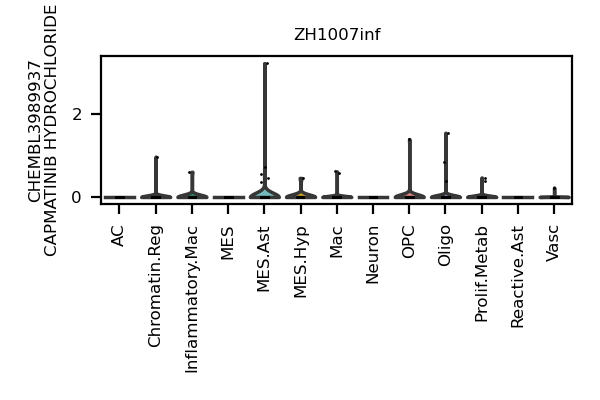 ZH1007inf
CHEMBL3989937
CAPMATINIB HYDROCHLORIDE
2
0
AC
Chromatin.Reg
Inflammatory.Mac
MES
MES.Ast
MES.Hyp
Mac
Neuron
OPC
Oligo
Prolif.Metab
Reactive.Ast
Vasc